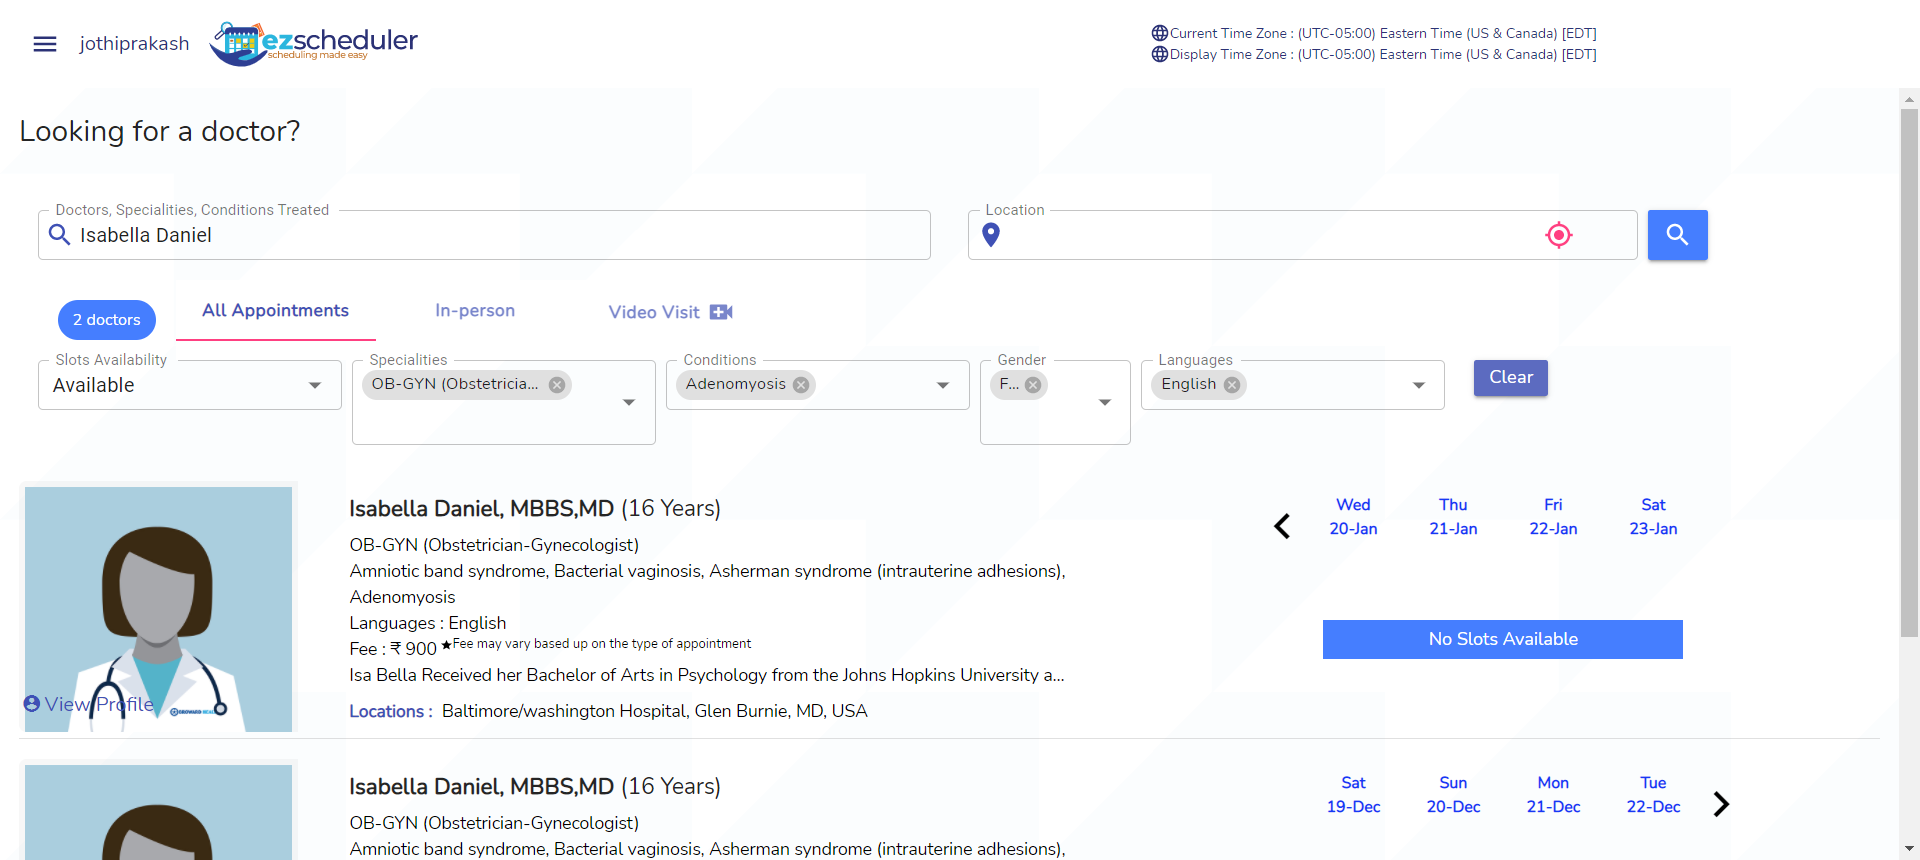 jothiprakash
ezscheduler
scheduling made easy
Current Time Zone : (UTC-05:00) Eastern Time (US & Canada) [EDT]
Display Time Zone : (UTC-05:00) Eastern Time (US & Canada) [EDT]
Looking for a doctor?
Doctors, Specialities, Conditions Treated
Isabella Daniel
Location
2 doctors
All Appointments
In-person
Video Visit
Slots Availability
Available
Specialities
OB-GYN (Obstetricia...
Conditions
Adenomyosis
Gender
F...
Languages
English
Clear
Isabella Daniel, MBBS,MD (16 Years)
OB-GYN (Obstetrician-Gynecologist)
Amniotic band syndrome, Bacterial vaginosis, Asherman syndrome (intrauterine adhesions),
Adenomyosis
Languages : English
Fee : ₹ 900 ★Fee may vary based up on the type of appointment
Isa Bella Received her Bachelor of Arts in Psychology from the Johns Hopkins University a...
View Profile
Locations : Baltimore/washington Hospital, Glen Burnie, MD, USA
Wed Thu Fri Sat
20-Jan 21-Jan 22-Jan 23-Jan
No Slots Available
Isabella Daniel, MBBS,MD (16 Years)
OB-GYN (Obstetrician-Gynecologist)
Amniotic band syndrome, Bacterial vaginosis, Asherman syndrome (intrauterine adhesions),
Sat Sun Mon Tue
19-Dec 20-Dec 21-Dec 22-Dec